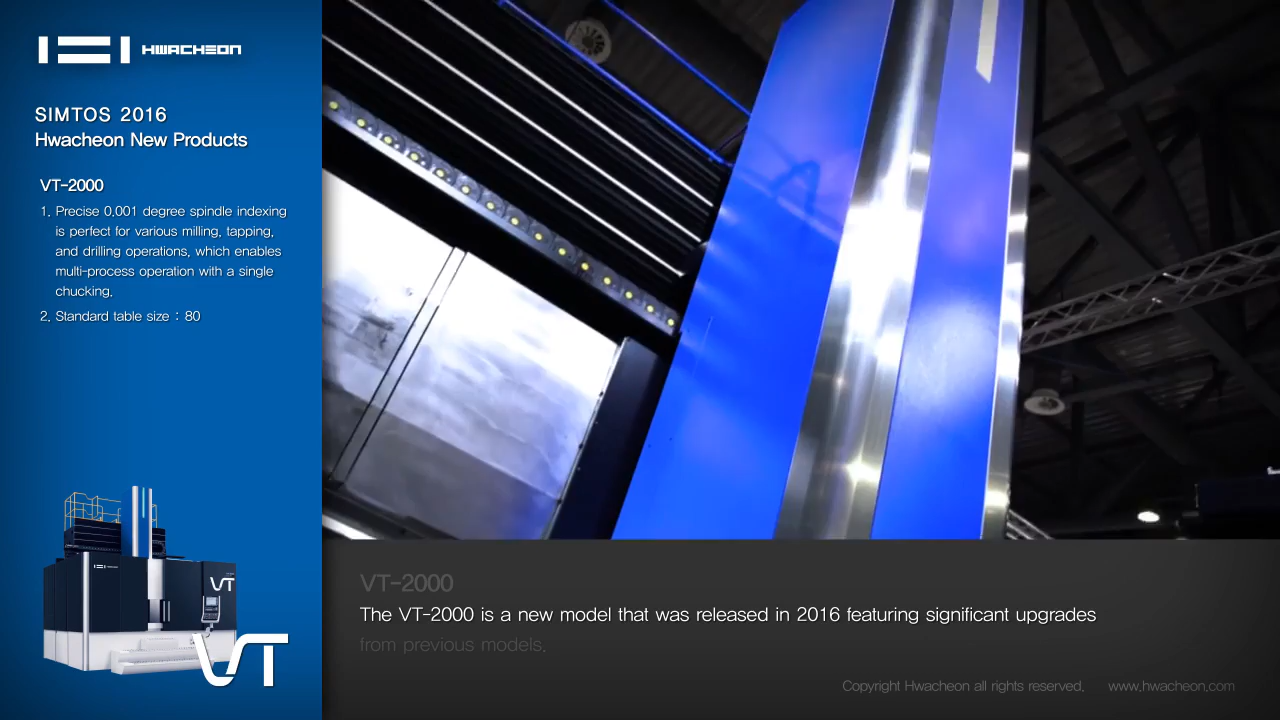 HWACHEON
SIMTOS 2016
Hwacheon New Products
VT-2000
1. Precise 0.001 degree spindle indexing
is perfect for various milling, tapping,
and drilling operations, which enables
multi-process operation with a single
chucking.
2. Standard table size : 80
VT
VT
VT-2000
The VT-2000 is a new model that was released in 2016 featuring significant upgrades
from previous models.
Copyright Hwacheon all rights reserved. www.hwacheon.com